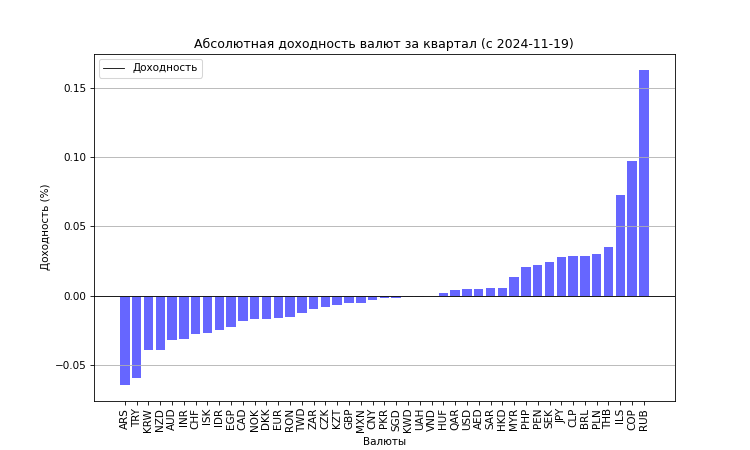 Абсолютная доходность валют за квартал (с 2024-11-19)
Доходность
0.15
0.10
0.05
0.00
−0.05
Доходность (%)
ARS TRY KRW NZD AUD INR CHF ISK IDR EGP CAD NOK DKK EUR RON TWD ZAR CZK KZT GBP MXN CNY PKR SGD KWD UAH VND HUF QAR USD AED SAR HKD MYR PHP PEN SEK JPY CLP BRL PLN THB ILS COP RUB
Валюты